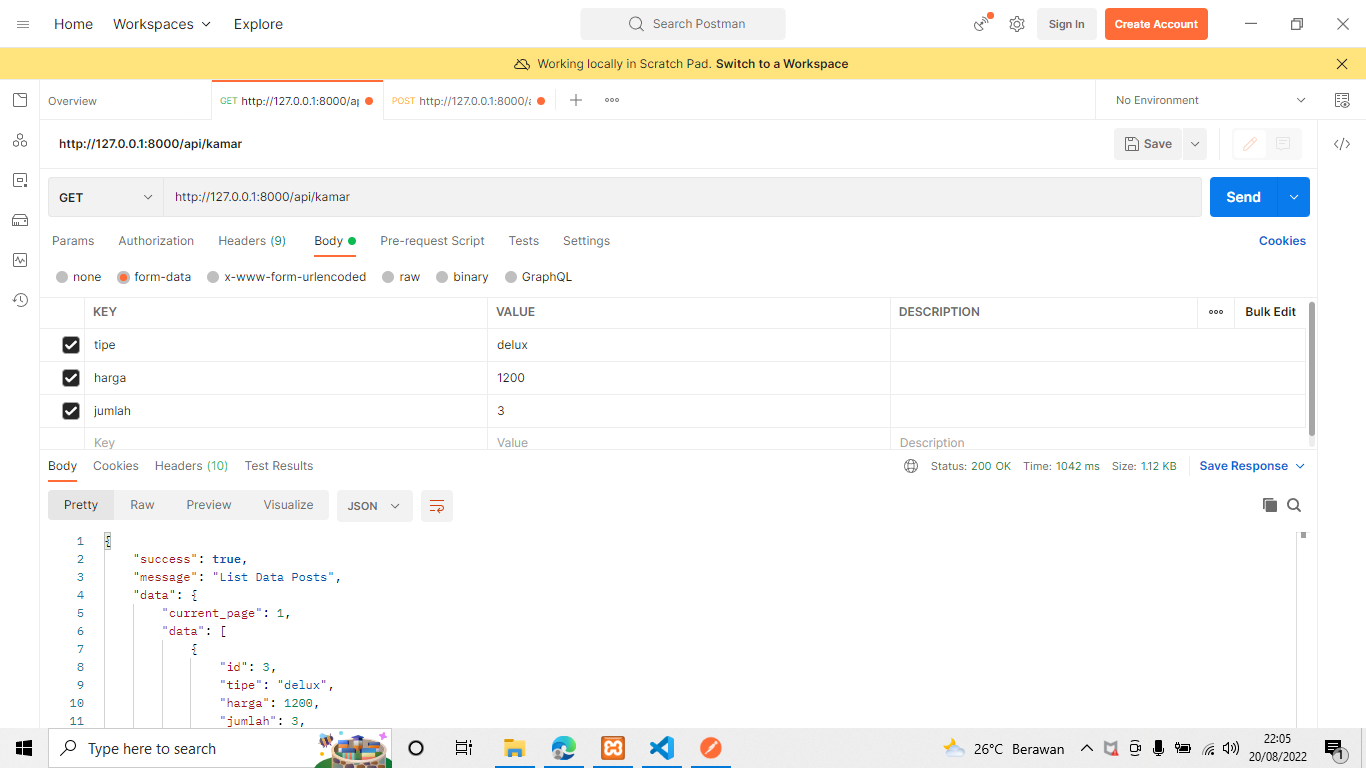 Home Workspaces Explore Search Postman Sign In Create Account
Working locally in Scratch Pad. Switch to a Workspace
Overview GET http://127.0.0.1:8000/ap POST http://127.0.0.1:8000/a No Environment
http://127.0.0.1:8000/api/kamar Save
GET http://127.0.0.1:8000/api/kamar Send
Params Authorization Headers (9) Body Pre-request Script Tests Settings Cookies
none form-data x-www-form-urlencoded raw binary GraphQL
KEY VALUE DESCRIPTION Bulk Edit
tipe delux
harga 1200
jumlah 3
Key Value Description
Body Cookies Headers (10) Test Results Status: 200 OK Time: 1042 ms Size: 1.12 KB Save Response
Pretty Raw Preview Visualize JSON
1 {
2 "success": true,
3 "message": "List Data Posts",
4 "data": {
5 "current_page": 1,
6 "data": [
7 {
8 "id": 3,
9 "tipe": "delux",
10 "harga": 1200,
11 "jumlah": 3,
Type here to search 26°C Berawan 22:05
20/08/2022 1